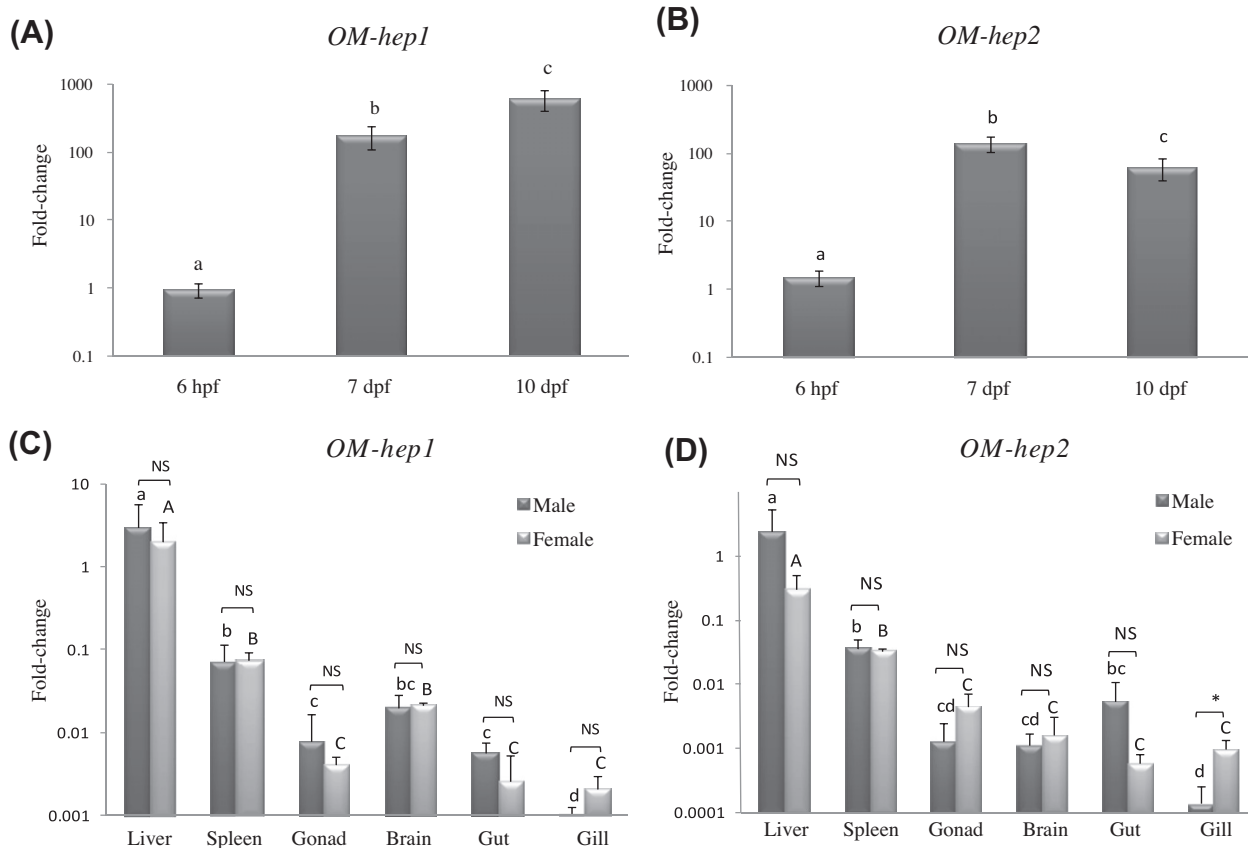 (A)
OM-hep1
Fold-change
1000
100
10
1
0.1
a
b
c
6 hpf
7 dpf
10 dpf
(B)
OM-hep2
Fold-change
1000
100
10
1
0.1
a
b
c
6 hpf
7 dpf
10 dpf
(C)
OM-hep1
Fold-change
10
1
0.1
0.01
0.001
NS
a
A
NS
b
B
NS
c
C
NS
bc
B
NS
c
C
NS
d
C
Male
Female
Liver
Spleen
Gonad
Brain
Gut
Gill
(D)
OM-hep2
Fold-change
1
0.1
0.01
0.001
0.0001
NS
a
A
NS
b
B
NS
cd
C
NS
cd
C
NS
bc
C
*
d
C
Male
Female
Liver
Spleen
Gonad
Brain
Gut
Gill